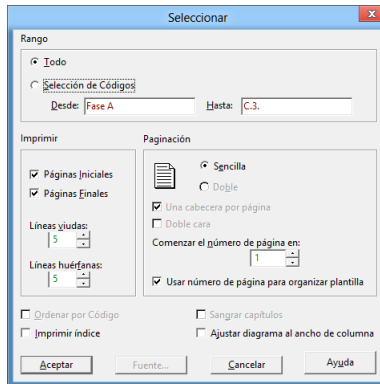 Seleccionar
x
Rango
Todo
Selección de Códigos
Desde: Fase A Hasta: C.3.
Imprimir Paginación
Páginas Iniciales
Páginas Finales
Sencilla
Doble
Una cabecera por página
Doble cara
Líneas viudas:
5
Comenzar el número de página en:
1
Líneas huérfanas:
5
Usar número de página para organizar plantilla
Ordenar por Código Sangrar capítulos
Imprimir índice Ajustar diagrama al ancho de columna
Aceptar Fuente... Cancelar Ayuda